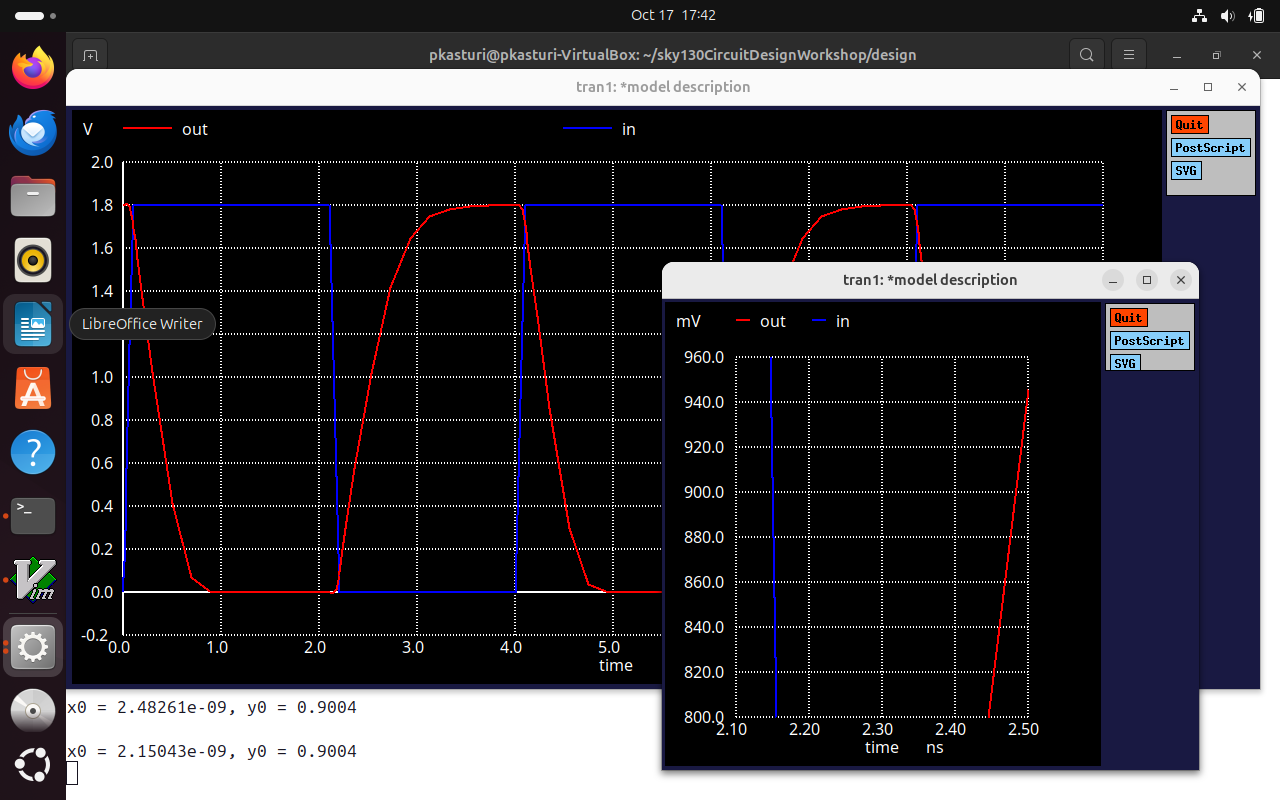 Oct 17 17:42
pkasturi@pkasturi-VirtualBox: ~/sky130CircuitDesignWorkshop/design
tran1: *model description
V out in
Quit
PostScript
SVG
2.0
1.8
1.6
1.4
1.0
0.8
0.6
0.4
0.2
0.0
-0.2
0.0 1.0 2.0 3.0 4.0 5.0
time
LibreOffice Writer
tran1: *model description
mV out in
Quit
PostScript
SVG
960.0
940.0
920.0
900.0
880.0
860.0
840.0
820.0
800.0
2.10 2.20 2.30 2.40 2.50
time ns
x0 = 2.48261e-09, y0 = 0.9004
x0 = 2.15043e-09, y0 = 0.9004
>_
Vim
?
A